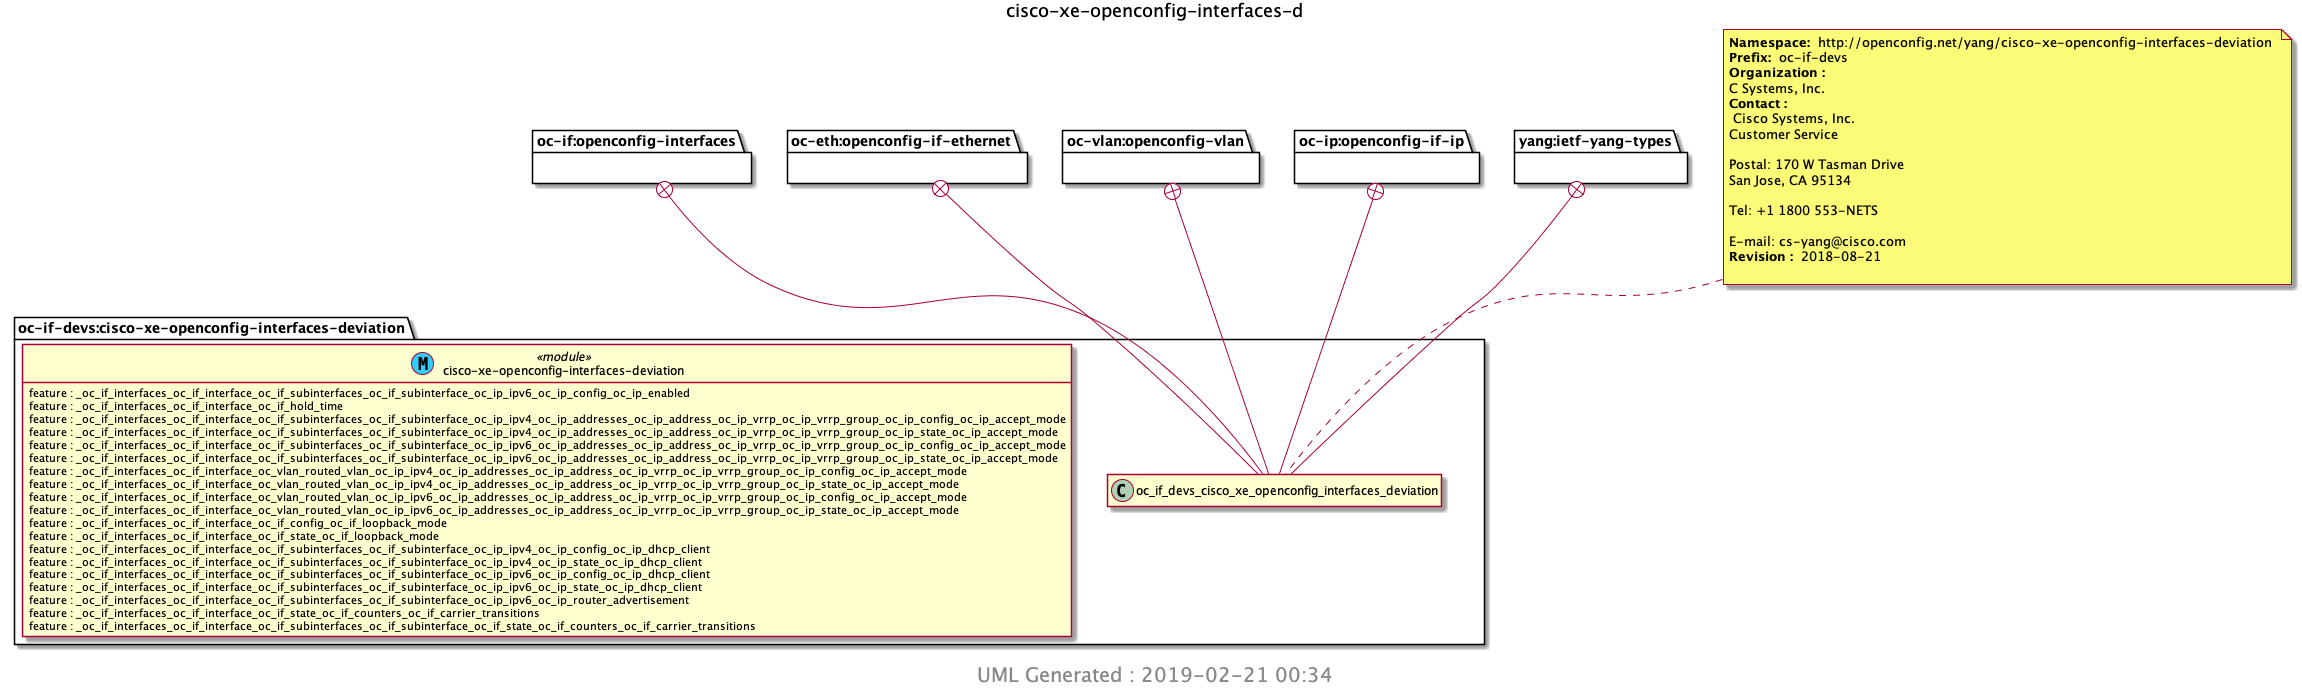 cisco-xe-openconfig-interfaces-d
Namespace: http://openconfig.net/yang/cisco-xe-openconfig-interfaces-deviation
Prefix: oc-if-devs
Organization :
C Systems, Inc.
Contact :
Cisco Systems, Inc.
Customer Service
Postal: 170 W Tasman Drive
San Jose, CA 95134
Tel: +1 1800 553-NETS
E-mail: cs-yang@cisco.com
Revision : 2018-08-21
oc-if:openconfig-interfaces
oc-eth:openconfig-if-ethernet
oc-vlan:openconfig-vlan
oc-ip:openconfig-if-ip
yang:ietf-yang-types
oc-if-devs:cisco-xe-openconfig-interfaces-deviation
M
«module»
cisco-xe-openconfig-interfaces-deviation
feature : _oc_if_interfaces_oc_if_interface_oc_if_subinterfaces_oc_if_subinterface_oc_ip_ipv6_oc_ip_config_oc_ip_enabled
feature : _oc_if_interfaces_oc_if_interface_oc_if_hold_time
feature : _oc_if_interfaces_oc_if_interface_oc_if_subinterfaces_oc_if_subinterface_oc_ip_ipv4_oc_ip_addresses_oc_ip_address_oc_ip_vrrp_oc_ip_vrrp_group_oc_ip_config_oc_ip_accept_mode
feature : _oc_if_interfaces_oc_if_interface_oc_if_subinterfaces_oc_if_subinterface_oc_ip_ipv4_oc_ip_addresses_oc_ip_address_oc_ip_vrrp_oc_ip_vrrp_group_oc_ip_state_oc_ip_accept_mode
feature : _oc_if_interfaces_oc_if_interface_oc_if_subinterfaces_oc_if_subinterface_oc_ip_ipv6_oc_ip_addresses_oc_ip_address_oc_ip_vrrp_oc_ip_vrrp_group_oc_ip_config_oc_ip_accept_mode
feature : _oc_if_interfaces_oc_if_interface_oc_if_subinterfaces_oc_if_subinterface_oc_ip_ipv6_oc_ip_addresses_oc_ip_address_oc_ip_vrrp_oc_ip_vrrp_group_oc_ip_state_oc_ip_accept_mode
feature : _oc_if_interfaces_oc_if_interface_oc_vlan_routed_vlan_oc_ip_ipv4_oc_ip_addresses_oc_ip_address_oc_ip_vrrp_oc_ip_vrrp_group_oc_ip_config_oc_ip_accept_mode
feature : _oc_if_interfaces_oc_if_interface_oc_vlan_routed_vlan_oc_ip_ipv4_oc_ip_addresses_oc_ip_address_oc_ip_vrrp_oc_ip_vrrp_group_oc_ip_state_oc_ip_accept_mode
feature : _oc_if_interfaces_oc_if_interface_oc_vlan_routed_vlan_oc_ip_ipv6_oc_ip_addresses_oc_ip_address_oc_ip_vrrp_oc_ip_vrrp_group_oc_ip_config_oc_ip_accept_mode
feature : _oc_if_interfaces_oc_if_interface_oc_vlan_routed_vlan_oc_ip_ipv6_oc_ip_addresses_oc_ip_address_oc_ip_vrrp_oc_ip_vrrp_group_oc_ip_state_oc_ip_accept_mode
feature : _oc_if_interfaces_oc_if_interface_oc_if_config_oc_if_loopback_mode
feature : _oc_if_interfaces_oc_if_interface_oc_if_state_oc_if_loopback_mode
feature : _oc_if_interfaces_oc_if_interface_oc_if_subinterfaces_oc_if_subinterface_oc_ip_ipv4_oc_ip_config_oc_ip_dhcp_client
feature : _oc_if_interfaces_oc_if_interface_oc_if_subinterfaces_oc_if_subinterface_oc_ip_ipv4_oc_ip_state_oc_ip_dhcp_client
feature : _oc_if_interfaces_oc_if_interface_oc_if_subinterfaces_oc_if_subinterface_oc_ip_ipv6_oc_ip_config_oc_ip_dhcp_client
feature : _oc_if_interfaces_oc_if_interface_oc_if_subinterfaces_oc_if_subinterface_oc_ip_ipv6_oc_ip_state_oc_ip_dhcp_client
feature : _oc_if_interfaces_oc_if_interface_oc_if_subinterfaces_oc_if_subinterface_oc_ip_ipv6_oc_ip_router_advertisement
feature : _oc_if_interfaces_oc_if_interface_oc_if_state_oc_if_counters_oc_if_carrier_transitions
feature : _oc_if_interfaces_oc_if_interface_oc_if_subinterfaces_oc_if_subinterface_oc_if_state_oc_if_counters_oc_if_carrier_transitions
C oc_if_devs_cisco_xe_openconfig_interfaces_deviation
UML Generated : 2019-02-21 00:34